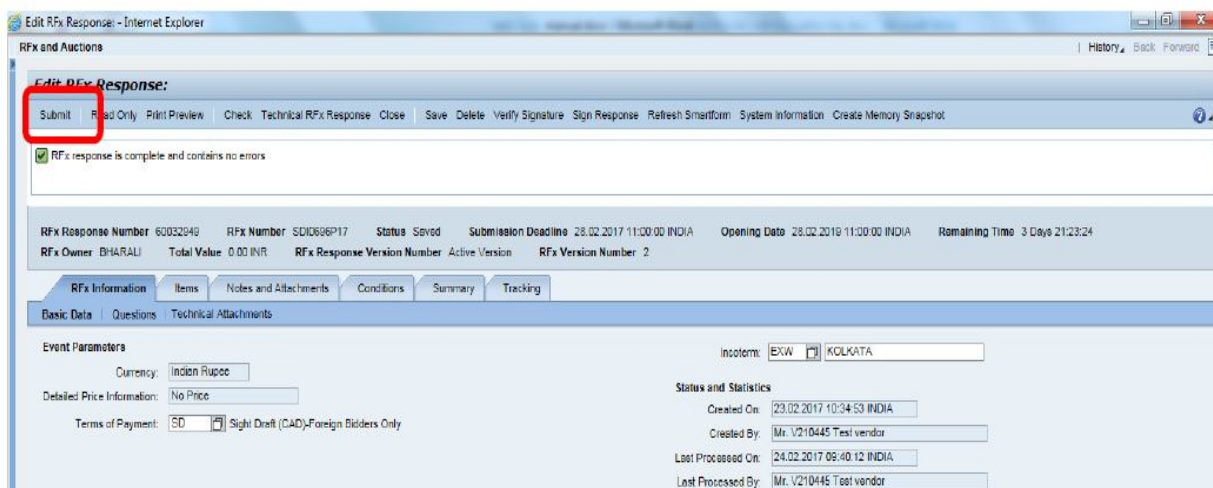 Edit RFx Response: - Internet Explorer
RFx and Auctions
History Back Forward
Edit RFx Response:
Submit Read Only Print Preview Check Technical RFx Response Close Save Delete Verify Signature Sign Response Refresh Smartform System Information Create Memory Snapshot
RFx response is complete and contains no errors
RFx Response Number 60032949 RFx Number SDI0696P17 Status Saved Submission Deadline 28.02.2017 11:00:00 INDIA Opening Date 28.02.2019 11:00:00 INDIA Remaining Time 3 Days 21:23:24
RFx Owner BHARALI Total Value 0.00 INR RFx Response Version Number Active Version RFx Version Number 2
RFx Information Items Notes and Attachments Conditions Summary Tracking
Basic Data Questions Technical Attachments
Event Parameters
Incoterm: EXW KOLKATA
Currency: Indian Rupee
Status and Statistics
Detailed Price Information: No Price
Created On: 23.02.2017 10:34:53 INDIA
Terms of Payment: SD Sight Draft (CAD)-Foreign Bidders Only
Created By: Mr. V210445 Test vendor
Last Processed On: 24.02.2017 09:40:12 INDIA
Last Processed By: Mr. V210445 Test vendor